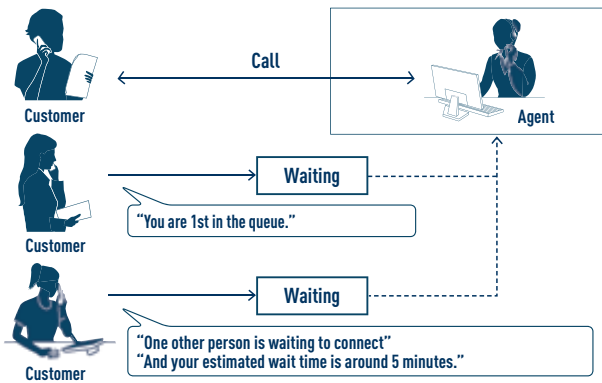 Call
Customer
Agent
Waiting
“You are 1st in the queue.”
Customer
Waiting
“One other person is waiting to connect”
“And your estimated wait time is around 5 minutes.”
Customer